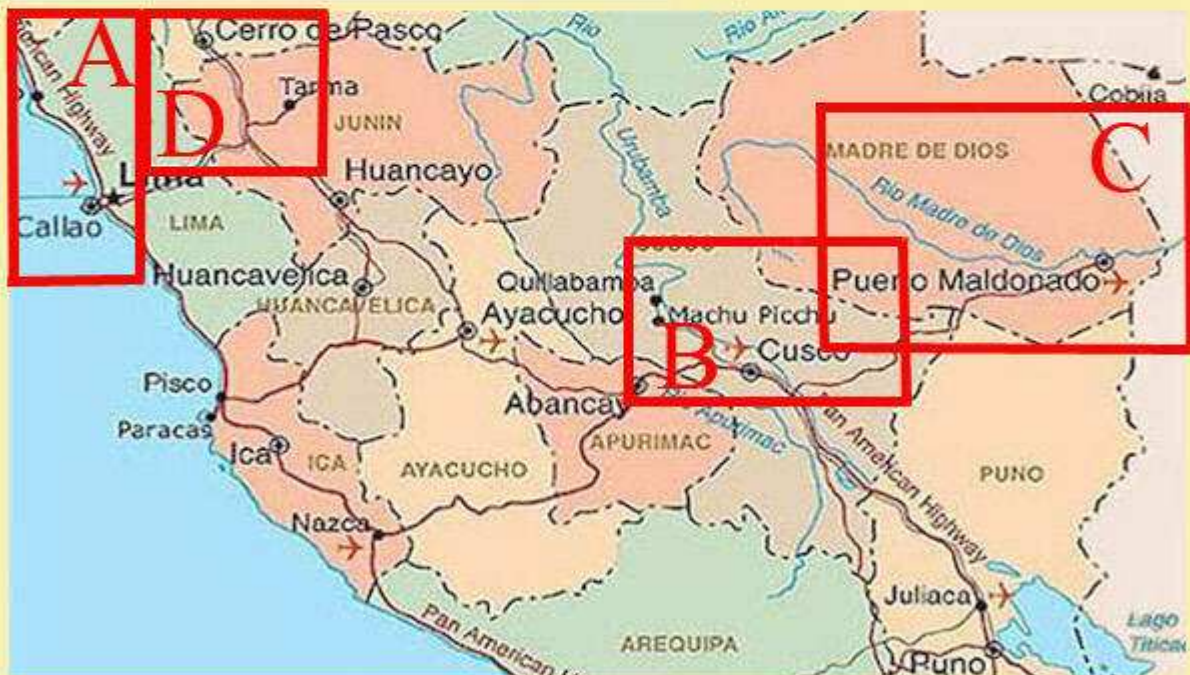 A
D
Cerro de Pasco
Rio
Rio
Tarma
JUNIN
Highway
Cobija
MADRE DE DIOS
C
Huancayo
Urubamba
Rio Madre de Dios
Callao
LIMA
Huancavelica
HUANCAVELICA
Quillabamba
Puerto Maldonado
Ayacucho
Machu Picchu
B
Cusco
Pisco
Abancay
Rio Apurimac
Paracas
Ica
ICA
AYACUCHO
APURIMAC
Pan American Highway
PUNO
Nazca
Juliaca
Pan American
AREQUIPA
Lago
Puno